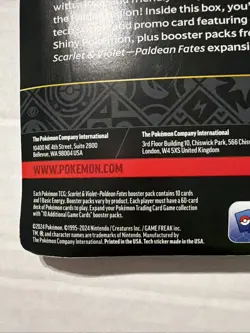 region! Inside this box, you'
promo card featuring
Shiny Pokémon, plus booster packs from
Scarlet & Violet—Paldean Fates expansi
The Pokémon Company International
10400 NE 4th Street, Suite 2800
Bellevue, WA 98004 USA
The Pokémon Company International
3rd Floor Building 10, Chiswick Park, 566 Chi
London, W4 5XS United Kingdom
WWW.POKEMON.COM
Each Pokémon TCG: Scarlet & Violet—Paldean Fates booster pack contains 10 cards
and 1 Basic Energy. Booster packs may vary by product. Each player must have a 60-card
deck of Pokémon cards to play. Expand your Pokémon Trading Card Game collection
with "10 Additional Game Cards" booster packs.
©2024 Pokémon. ©1995-2024 Nintendo / Creatures Inc. / GAME FREAK inc.
TM, ®, and character names are trademarks of Nintendo. Manufactured by
The Pokémon Company International. Printed in the USA. Tech sticker made in the USA.